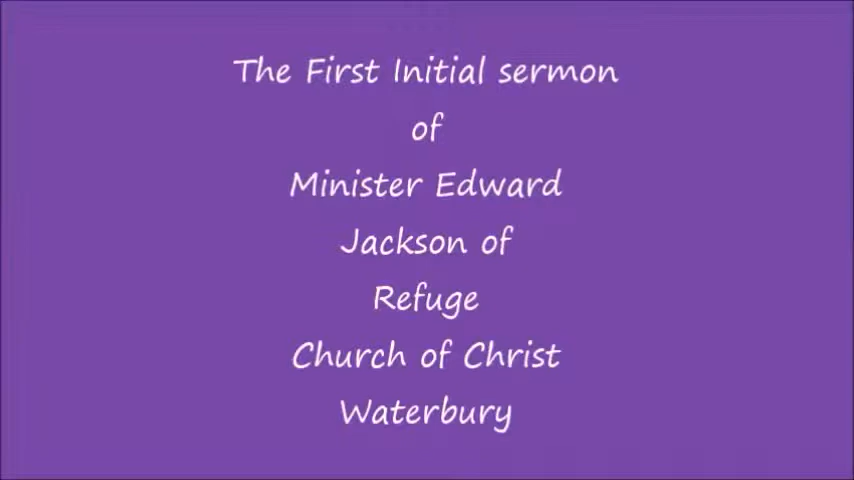 The First Initial sermon
of
Minister Edward
Jackson of
Refuge
Church of Christ
Waterbury